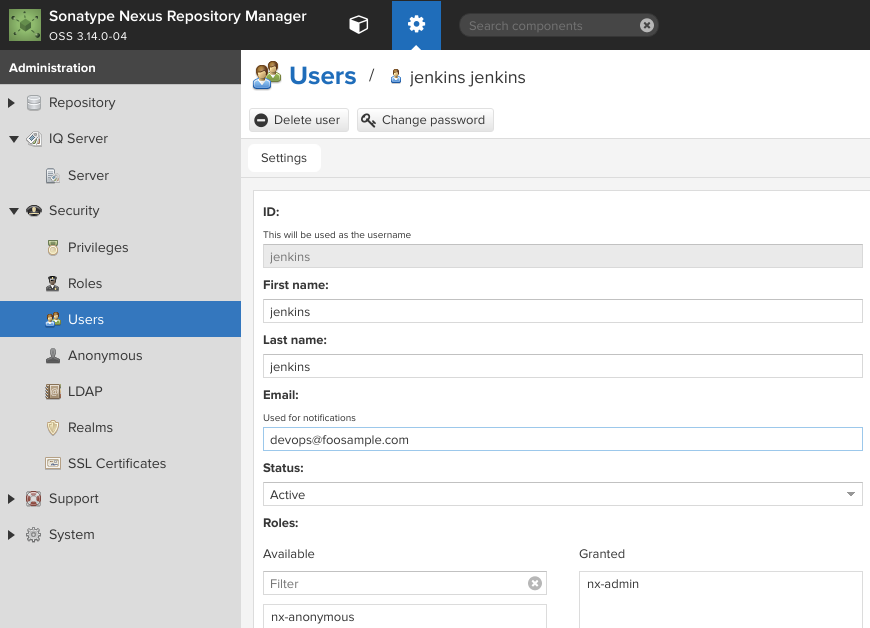 Sonatype Nexus Repository Manager
OSS 3.14.0-04
Search components
Administration
Repository
IQ Server
Server
Security
Privileges
Roles
Users
Anonymous
LDAP
Realms
SSL Certificates
Support
System
Users / jenkins jenkins
Delete user
Change password
Settings
ID:
This will be used as the username
jenkins
First name:
jenkins
Last name:
jenkins
Email:
Used for notifications
devops@foosample.com
Status:
Active
Roles:
Available
Granted
Filter
nx-admin
nx-anonymous